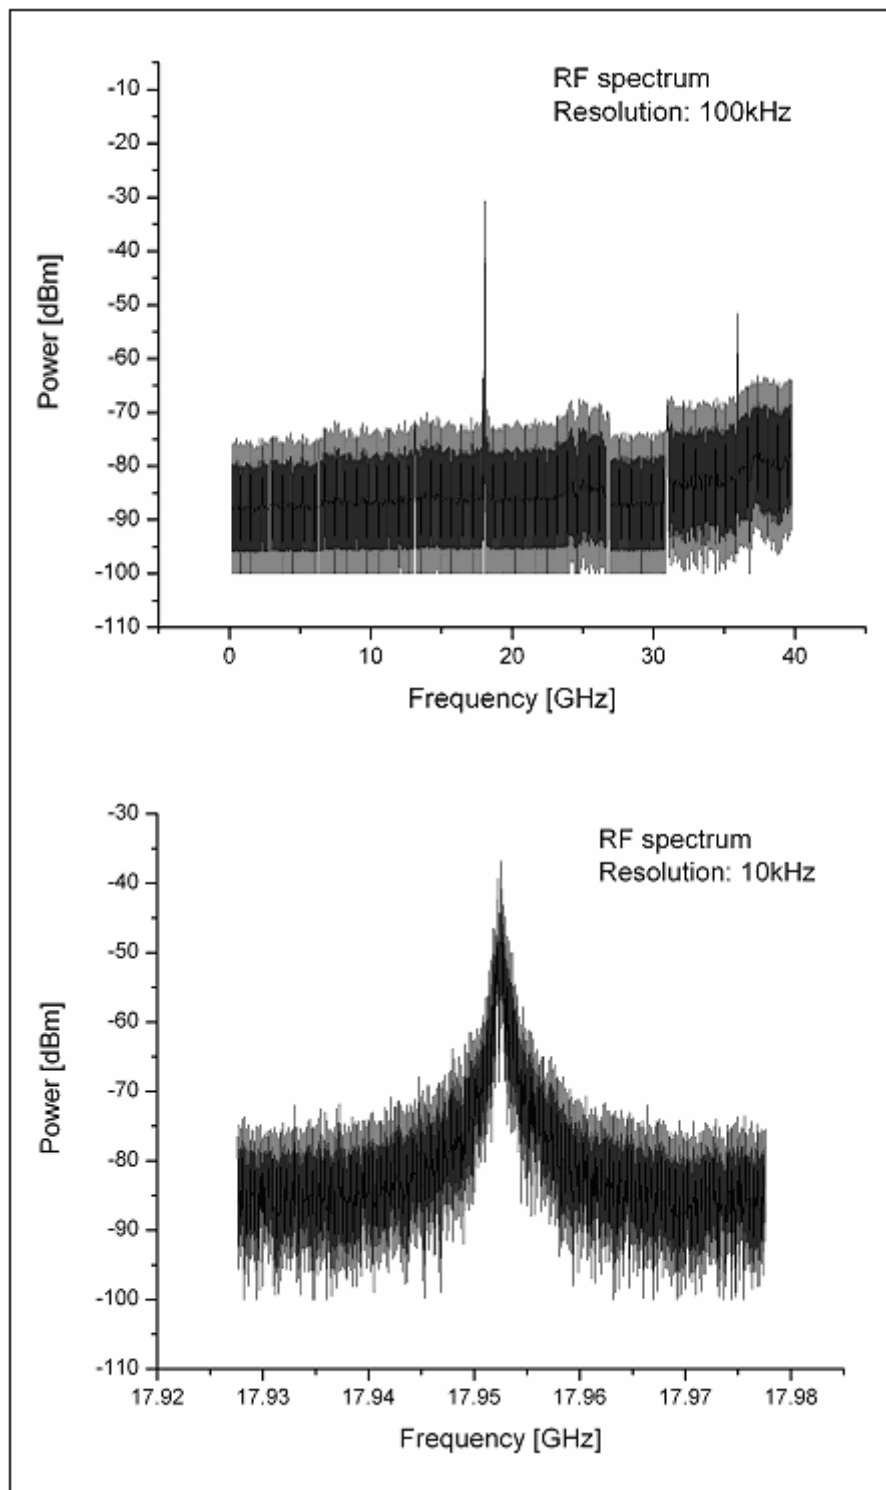 RF spectrum
Resolution: 100kHz
-10
-20
-30
-40
-50
-60
-70
-80
-90
-100
-110
Power [dBm]
0 10 20 30 40
Frequency [GHz]
RF spectrum
Resolution: 10kHz
-30
-40
-50
-60
-70
-80
-90
-100
-110
Power [dBm]
17.92 17.93 17.94 17.95 17.96 17.97 17.98
Frequency [GHz]